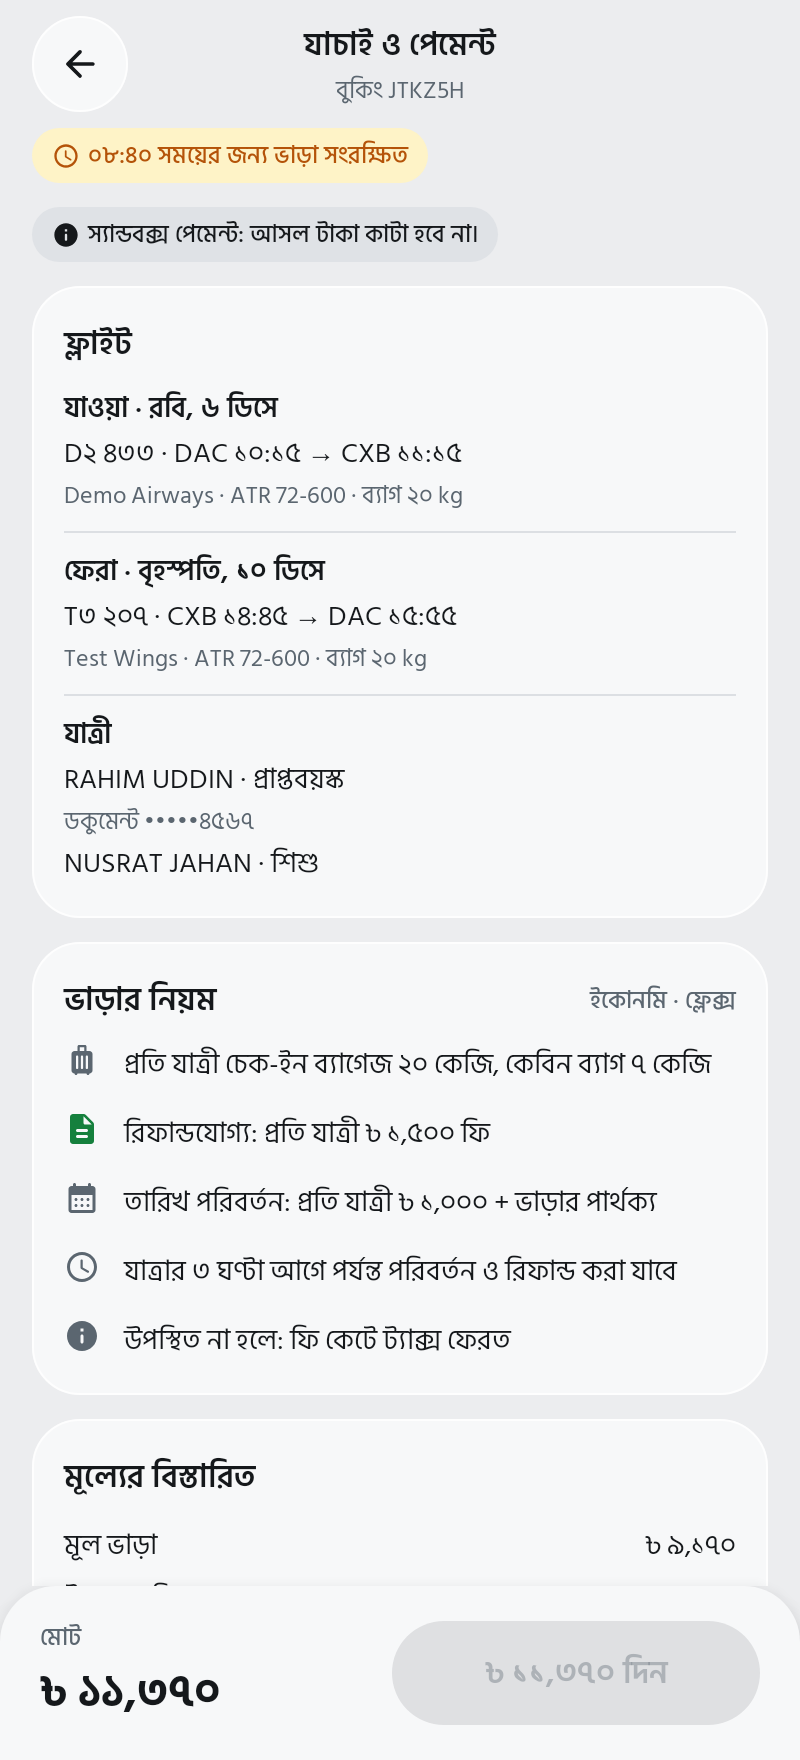 যাচাই ও পেমেন্ট
বুকিং JTKZ5H
০৮:৪০ সময়ের জন্য ভাড়া সংরক্ষিত
স্যান্ডবক্স পেমেন্ট: আসল টাকা কাটা হবে না।
ফ্লাইট
যাওয়া · রবি, ৬ ডিসে
D২ ৪৩৩ · DAC ১০:১৫ → CXB ১১:১৫
Demo Airways · ATR 72-600 · ব্যাগ ২০ kg
ফেরা · বৃহস্পতি, ১০ ডিসে
T৩ ২০৭ · CXB ১৪:৪৫ → DAC ১৫:৫৫
Test Wings · ATR 72-600 · ব্যাগ ২০ kg
যাত্রী
RAHIM UDDIN · প্রাপ্তবয়স্ক
ডকুমেন্ট •••••৪৫৬৭
NUSRAT JAHAN · শিশু
ভাড়ার নিয়ম
ইকোনমি · ফ্লেক্স
প্রতি যাত্রী চেক-ইন ব্যাগেজ ২০ কেজি, কেবিন ব্যাগ ৭ কেজি
রিফান্ডযোগ্য: প্রতি যাত্রী ৳ ১,৫০০ ফি
তারিখ পরিবর্তন: প্রতি যাত্রী ৳ ১,০০০ + ভাড়ার পার্থক্য
যাত্রার ৩ ঘণ্টা আগে পর্যন্ত পরিবর্তন ও রিফান্ড করা যাবে
উপস্থিত না হলে: ফি কেটে ট্যাক্স ফেরত
মূল্যের বিস্তারিত
মূল ভাড়া
৳ ৯,১৭০
মোট
৳ ১১,৩৭০
৳ ১১,৩৭০ দিন